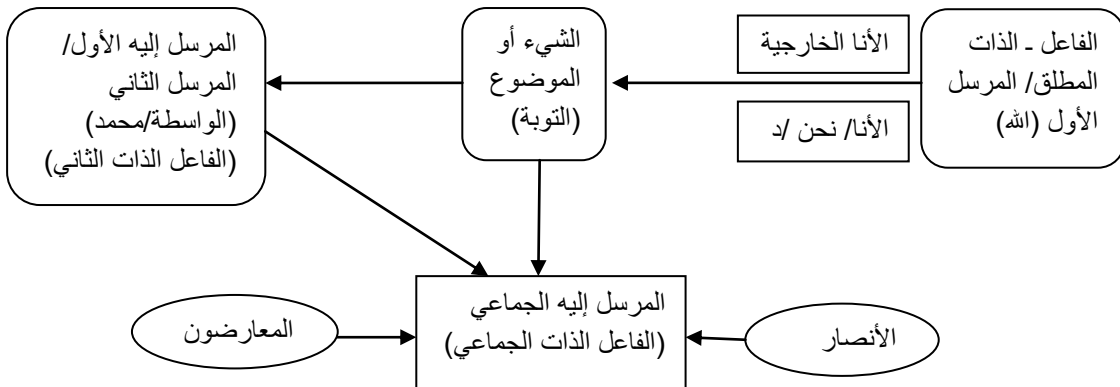 الفاعل ـ الذات
المطلق/ المرسل
الأول (الله)
الأنا الخارجية
الأنا/ نحن /د
الشيء أو
الموضوع
(التوبة)
المرسل إليه الأول/
المرسل الثاني
(الواسطة/محمد)
(الفاعل الذات الثاني)
المرسل إليه الجماعي
(الفاعل الذات الجماعي)
الأنصار
المعارضون